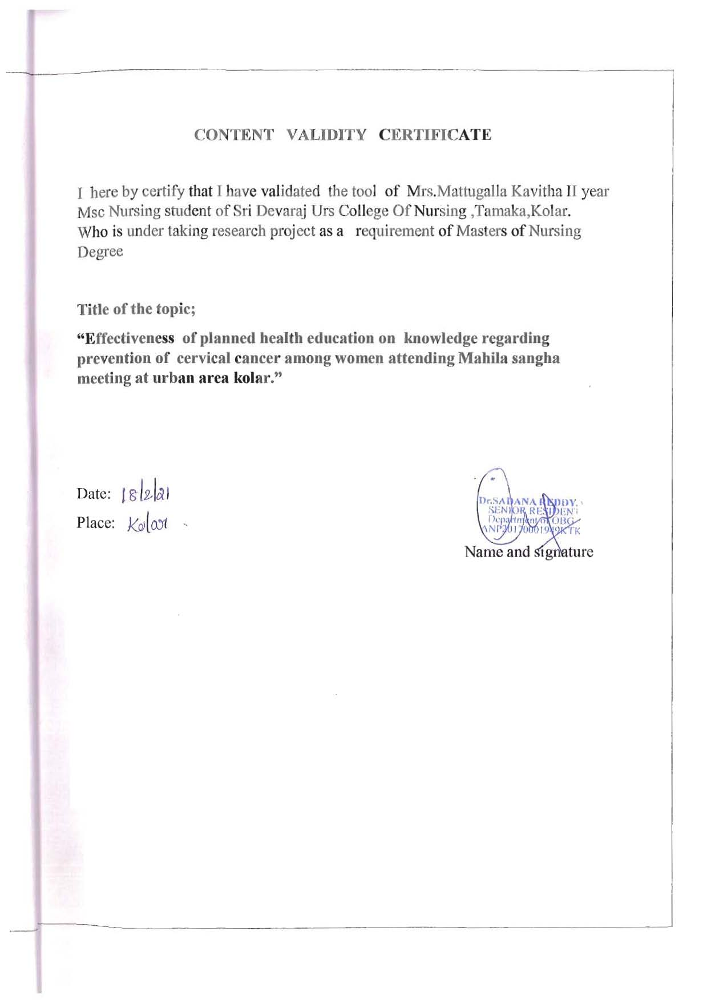 CONTENT VALIDITY CERTIFICATE
I here by certify that I have validated the tool of Mrs.Mattugalla Kavitha II year
Msc Nursing student of Sri Devaraj Urs College Of Nursing ,Tamaka,Kolar.
Who is under taking research project as a requirement of Masters of Nursing
Degree
Title of the topic;
“Effectiveness of planned health education on knowledge regarding
prevention of cervical cancer among women attending Mahila sangha
meeting at urban area kolar.”
Date: 18/2/21
Place: Kolar
Dr.SADANA REDDY.
SENIOR RESIDENT
Department of OBG
Name and signature